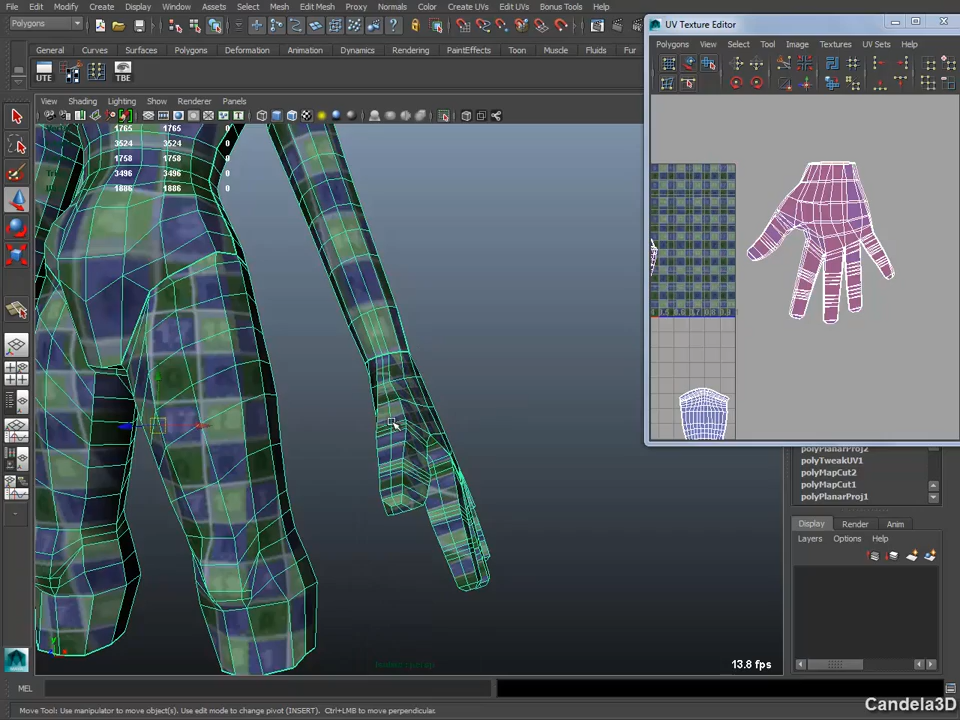 File Edit Modify Create Display Window Assets Select Mesh Edit Mesh Proxy Normals Color Create UVs Edit UVs Bonus Tools Help
Polygons
General Curves Surfaces Polygons Deformation Animation Dynamics Rendering PaintEffects Toon Muscle Fluids Fur
UTE TBE
View Shading Lighting Show Renderer Panels
1765 1765 0
3524 3524 0
1758 1758 0
3496 3496 0
1886 1886 0
UV Texture Editor
Polygons View Select Tool Image Textures UV Sets Help
polyTweakUV1
polyMapCut2
polyMapCut1
polyPlanarProj1
Display Render Anim
Layers Options Help
13.8 fps
MEL
Move Tool: Use manipulator to move object(s). Use edit mode to change pivot (INSERT). Ctrl+LMB to move perpendicular.
Candela3D